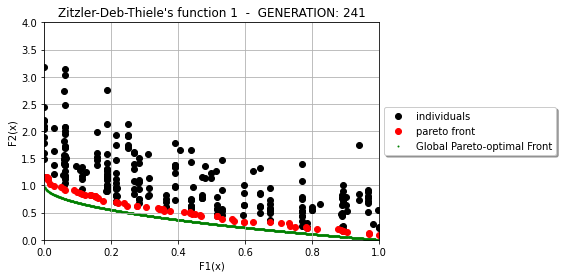 Zitzler-Deb-Thiele's function 1 - GENERATION: 241
4.0
3.5
3.0
2.5
2.0
1.5
1.0
0.5
0.0
F2(x)
0.0 0.2 0.4 0.6 0.8 1.0
F1(x)
individuals
pareto front
Global Pareto-optimal Front